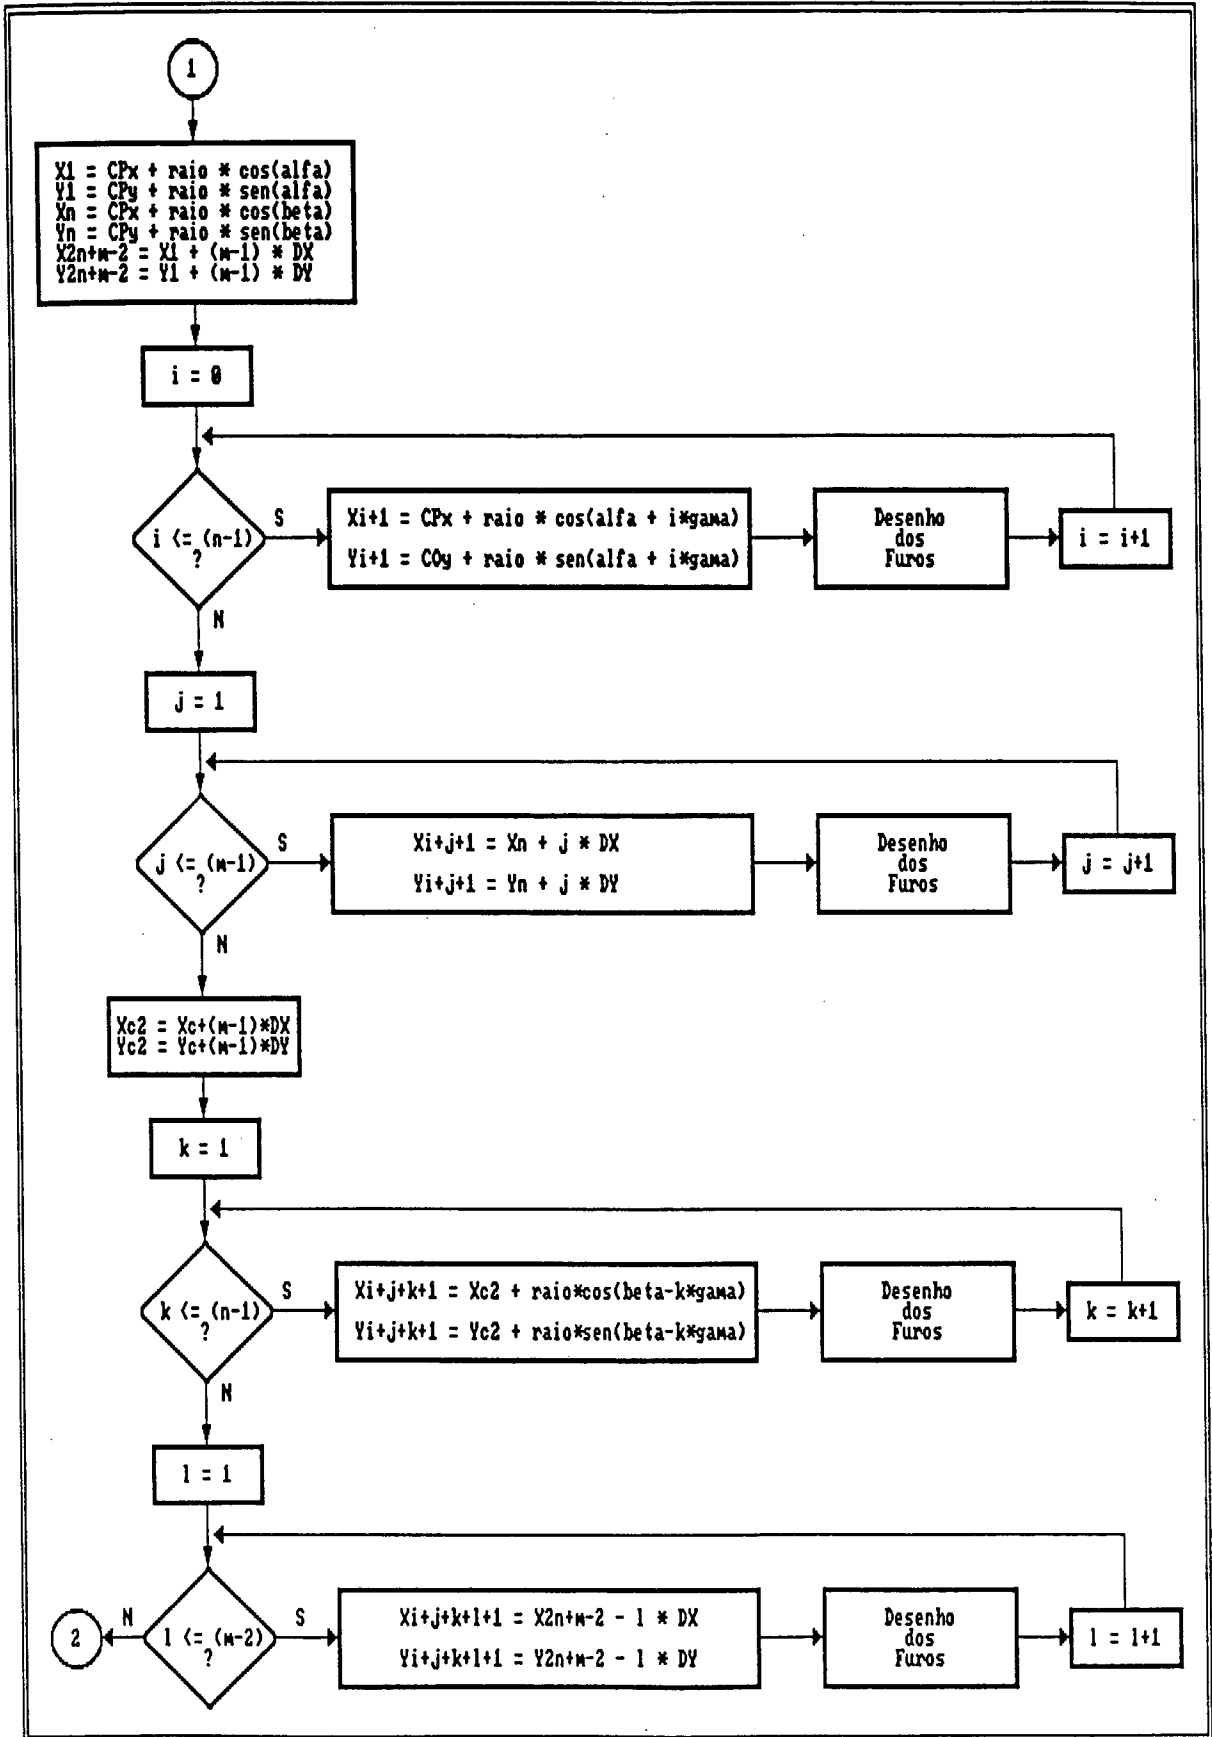 1
X1 = CPx + raio * cos(alfa)
Y1 = CPy + raio * sen(alfa)
Xn = CPx + raio * cos(beta)
Yn = CPy + raio * sen(beta)
X2n+m-2 = X1 + (m-1) * DX
Y2n+m-2 = Y1 + (m-1) * DY
i = 0
i <= (n-1)
?
S
N
Xi+1 = CPx + raio * cos(alfa + i*gama)
Yi+1 = COy + raio * sen(alfa + i*gama)
Desenho
dos
Furos
i = i+1
j = 1
j <= (m-1)
?
S
N
Xi+j+1 = Xn + j * DX
Yi+j+1 = Yn + j * DY
Desenho
dos
Furos
j = j+1
Xc2 = Xc+(m-1)*DX
Yc2 = Yc+(m-1)*DY
k = 1
k <= (n-1)
?
S
N
Xi+j+k+1 = Xc2 + raio*cos(beta-k*gama)
Yi+j+k+1 = Yc2 + raio*sen(beta-k*gama)
Desenho
dos
Furos
k = k+1
l = 1
2
N
l <= (m-2)
?
S
Xi+j+k+l+1 = X2n+m-2 - l * DX
Yi+j+k+l+1 = Y2n+m-2 - l * DY
Desenho
dos
Furos
l = l+1